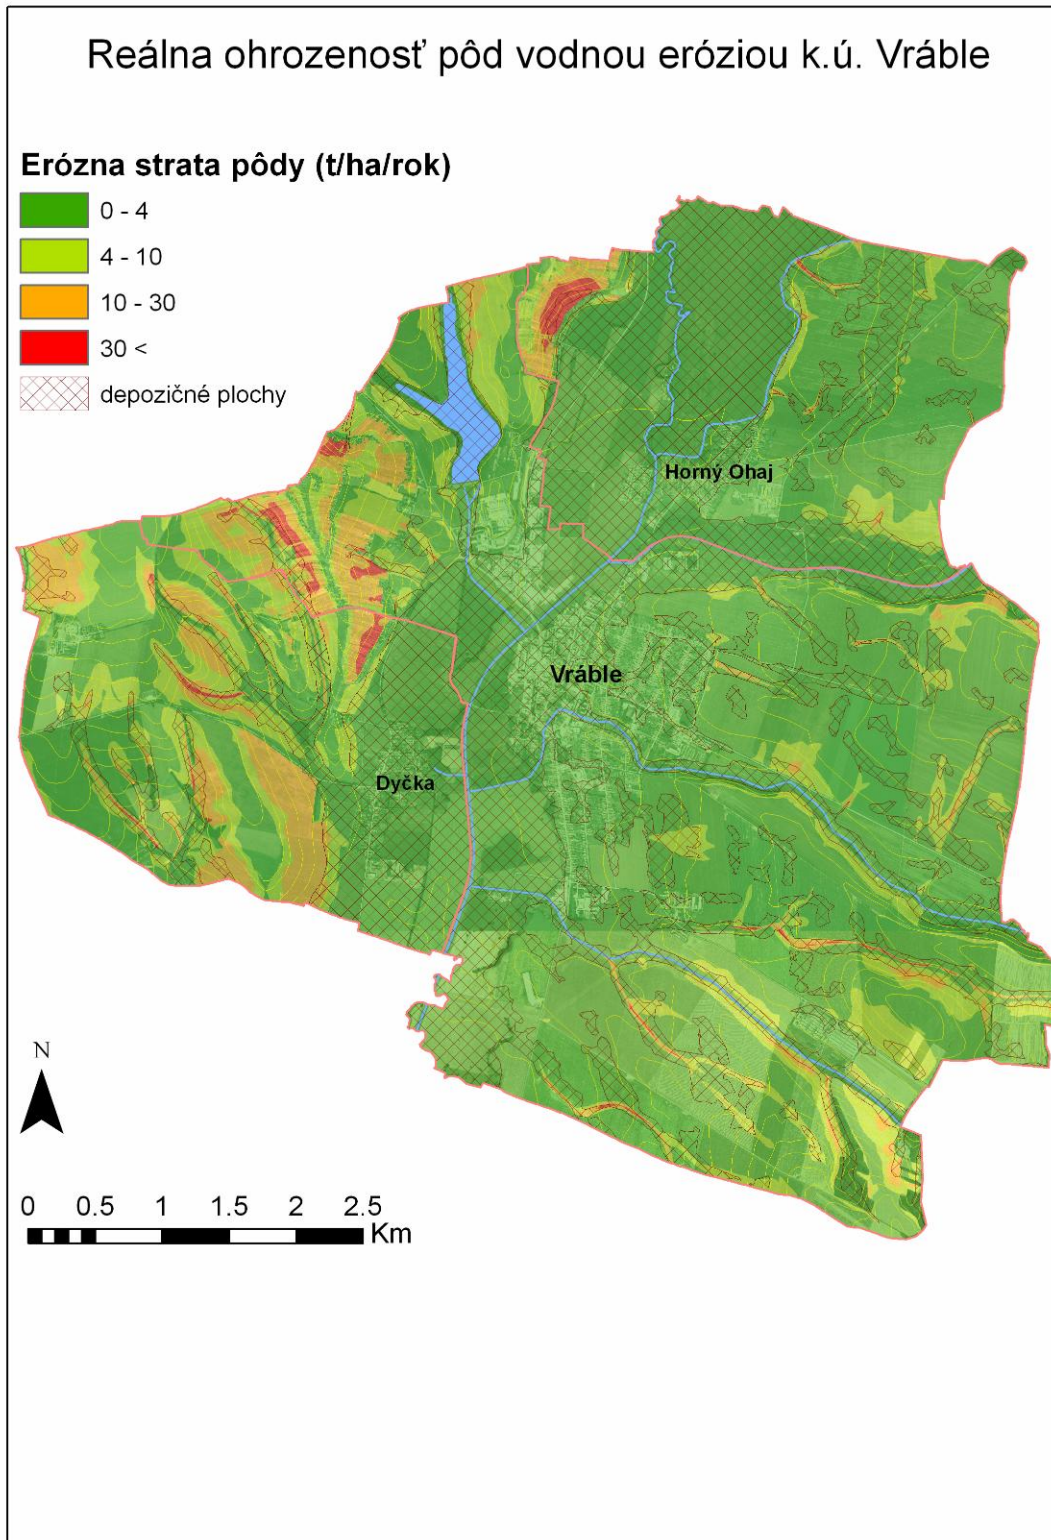 Reálna ohrozenosť pôd vodnou eróziou k.ú. Vráble
Erózna strata pôdy (t/ha/rok)
0 - 4
4 - 10
10 - 30
30 <
depozičné plochy
Horný Ohaj
Vráble
Dyčka
N
0 0.5 1 1.5 2 2.5
Km